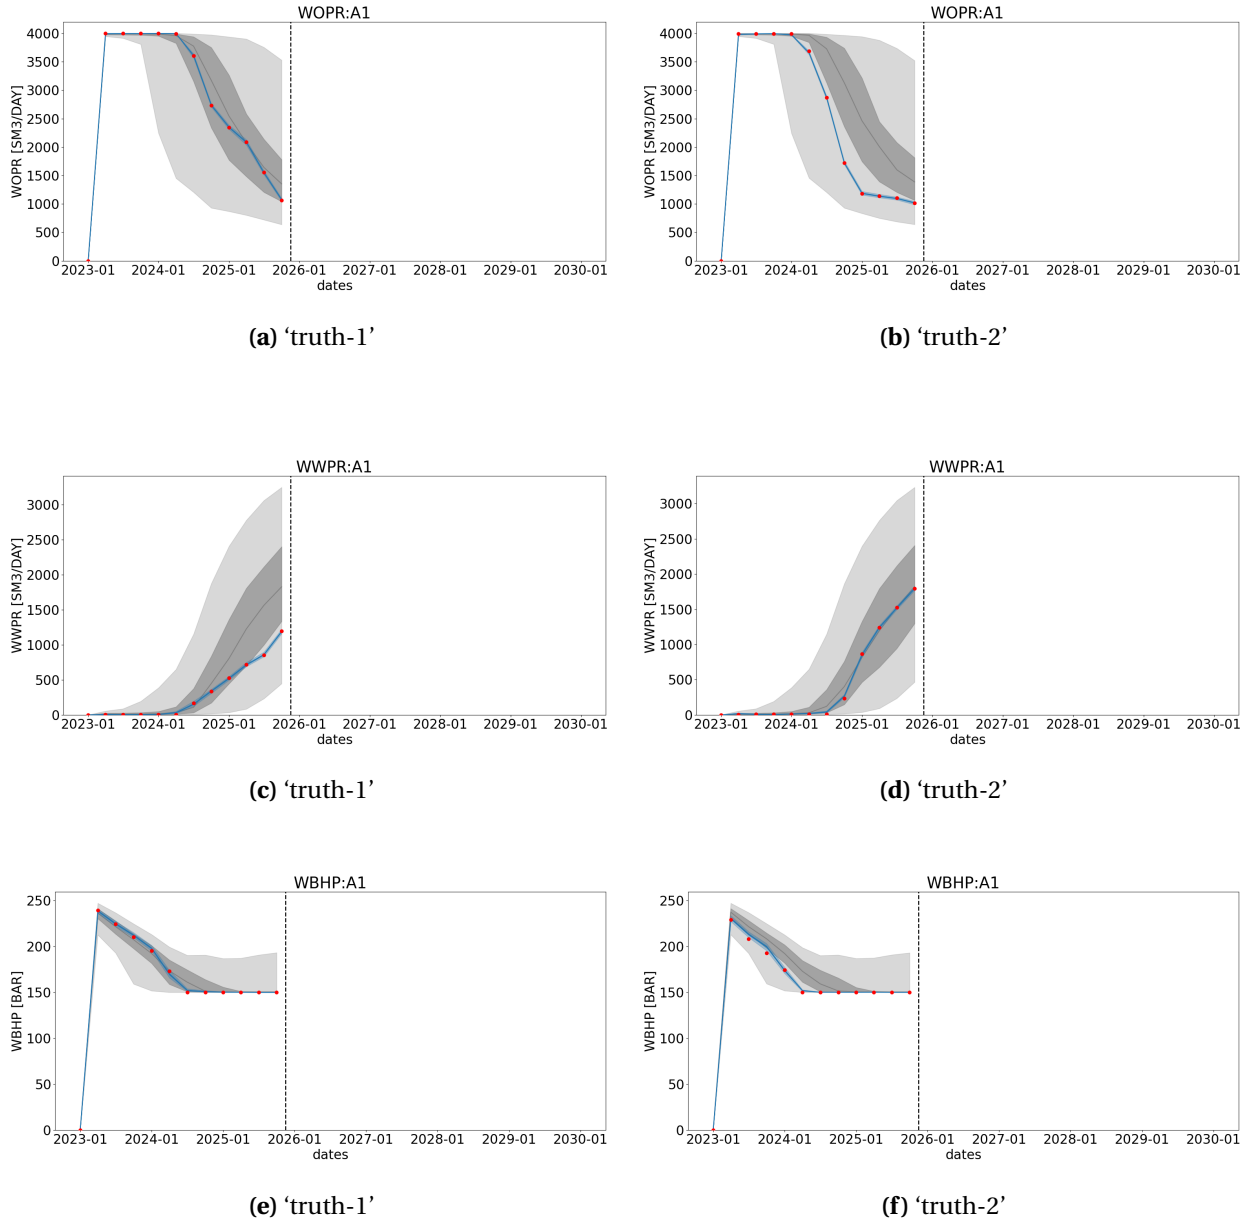 WOPR:A1
WOPR [SM3/DAY]
4000
3500
3000
2500
2000
1500
1000
500
0
2023-01 2024-01 2025-01 2026-01 2027-01 2028-01 2029-01 2030-01
dates
(a) ‘truth-1’
WOPR:A1
WOPR [SM3/DAY]
4000
3500
3000
2500
2000
1500
1000
500
0
2023-01 2024-01 2025-01 2026-01 2027-01 2028-01 2029-01 2030-01
dates
(b) ‘truth-2’
WWPR:A1
WWPR [SM3/DAY]
3000
2500
2000
1500
1000
500
0
2023-01 2024-01 2025-01 2026-01 2027-01 2028-01 2029-01 2030-01
dates
(c) ‘truth-1’
WWPR:A1
WWPR [SM3/DAY]
3000
2500
2000
1500
1000
500
0
2023-01 2024-01 2025-01 2026-01 2027-01 2028-01 2029-01 2030-01
dates
(d) ‘truth-2’
WBHP:A1
WBHP [BAR]
250
200
150
100
50
0
2023-01 2024-01 2025-01 2026-01 2027-01 2028-01 2029-01 2030-01
dates
(e) ‘truth-1’
WBHP:A1
WBHP [BAR]
250
200
150
100
50
0
2023-01 2024-01 2025-01 2026-01 2027-01 2028-01 2029-01 2030-01
dates
(f) ‘truth-2’